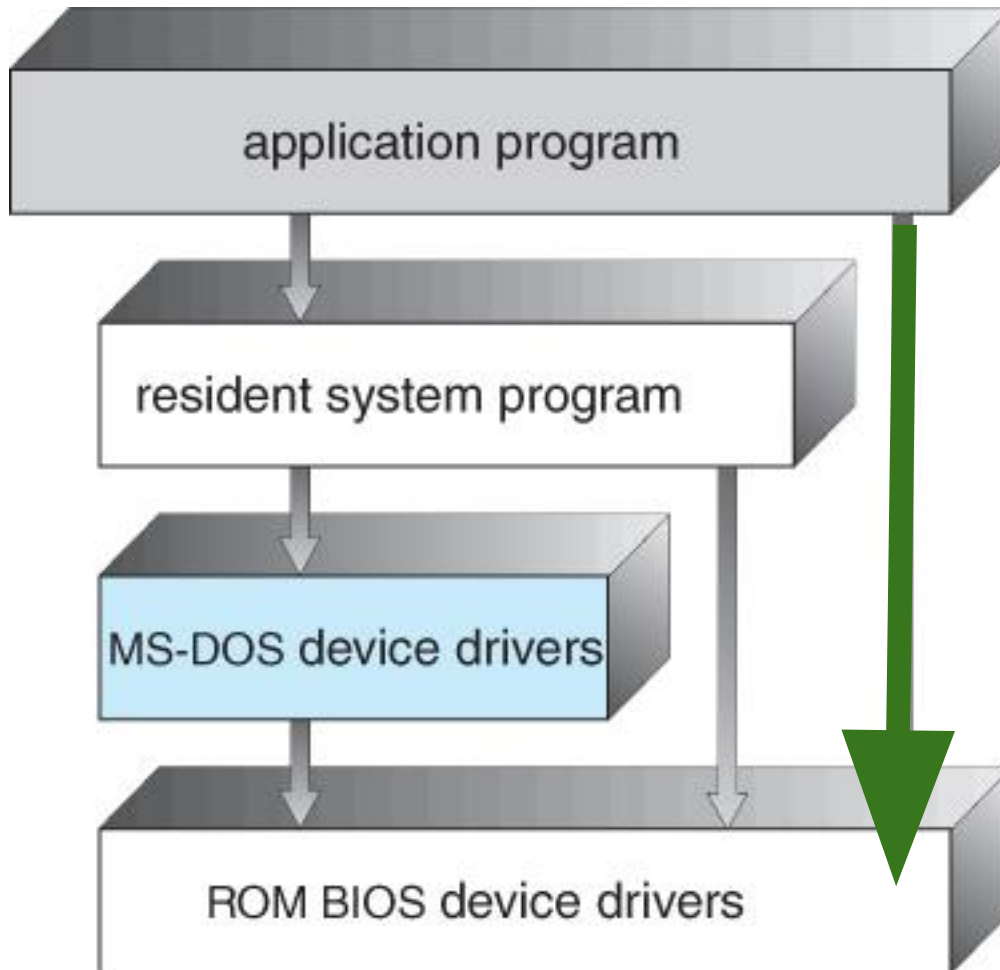 application program
resident system program
MS-DOS device drivers
ROM BIOS device drivers